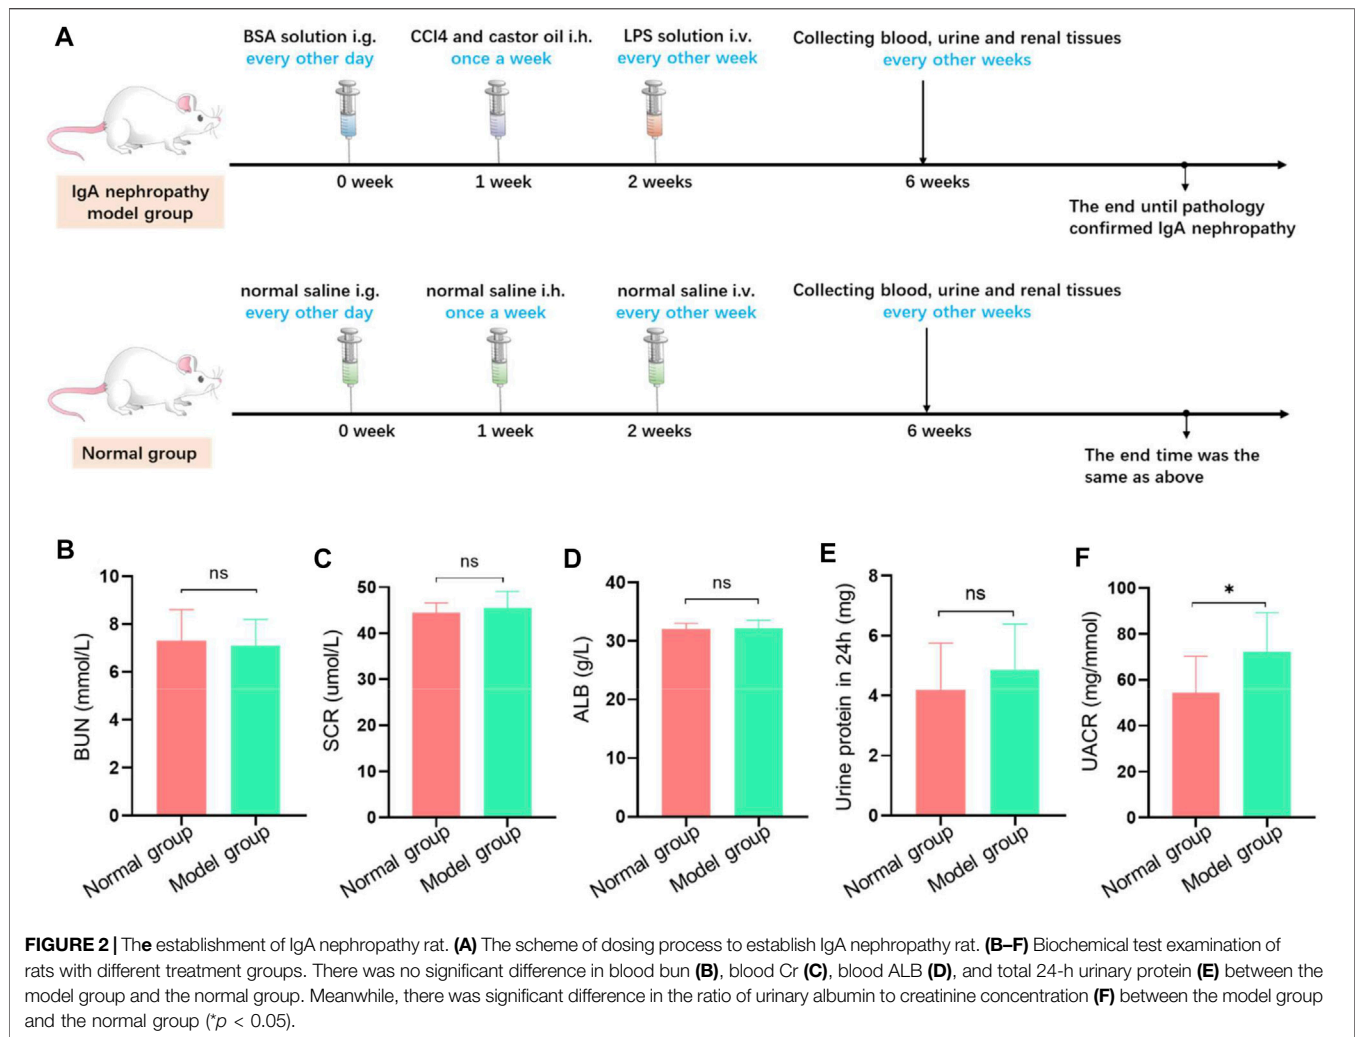 A
BSA solution i.g.
every other day
CCl4 and castor oil i.h.
once a week
LPS solution i.v.
every other week
Collecting blood, urine and renal tissues
every other weeks
IgA nephropathy
model group
0 week
1 week
2 weeks
6 weeks
The end until pathology
confirmed IgA nephropathy
normal saline i.g.
every other day
normal saline i.h.
once a week
normal saline i.v.
every other week
Collecting blood, urine and renal tissues
every other weeks
Normal group
0 week
1 week
2 weeks
6 weeks
The end time was the
same as above
B
BUN (mmol/L)
10
8
6
4
2
0
ns
Normal group
Model group
C
SCR (umol/L)
50
40
30
20
10
0
ns
Normal group
Model group
D
ALB (g/L)
40
30
20
10
0
ns
Normal group
Model group
E
Urine protein in 24h (mg)
8
6
4
2
0
ns
Normal group
Model group
F
UACR (mg/mmol)
100
80
60
40
20
0
*
Normal group
Model group
FIGURE 2 | The establishment of IgA nephropathy rat. (A) The scheme of dosing process to establish IgA nephropathy rat. (B–F) Biochemical test examination of
rats with different treatment groups. There was no significant difference in blood bun (B), blood Cr (C), blood ALB (D), and total 24-h urinary protein (E) between the
model group and the normal group. Meanwhile, there was significant difference in the ratio of urinary albumin to creatinine concentration (F) between the model group
and the normal group (*p < 0.05).